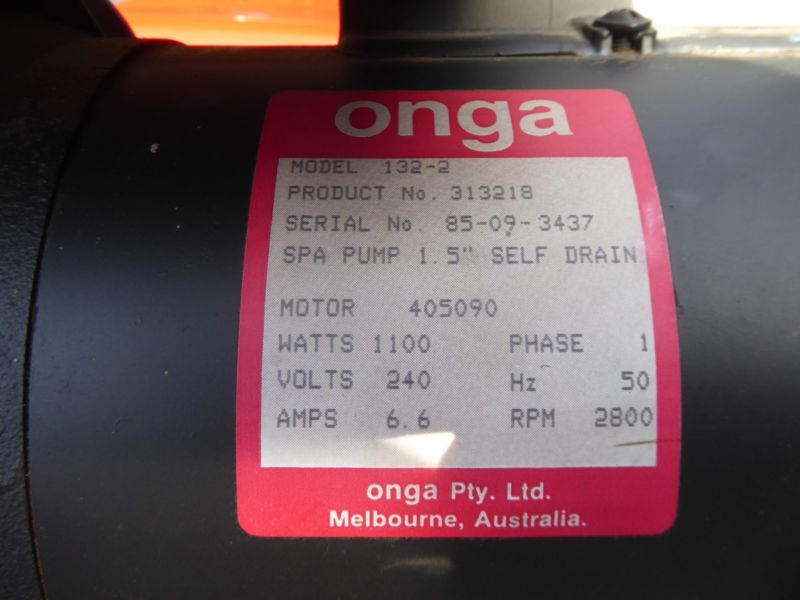 onga
MODEL 132-2
PRODUCT No. 313218
SERIAL No. 85-09-3437
SPA PUMP 1.5" SELF DRAIN
MOTOR 405090
WATTS 1100 PHASE 1
VOLTS 240 Hz 50
AMPS 6.6 RPM 2800
onga Pty. Ltd.
Melbourne, Australia.